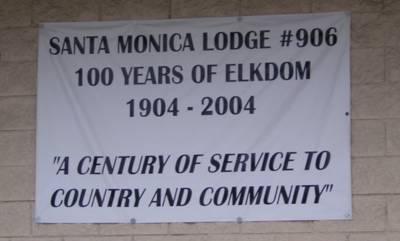 SANTA MONICA LODGE #906
100 YEARS OF ELKDOM
1904 - 2004
"A CENTURY OF SERVICE TO
COUNTRY AND COMMUNITY"